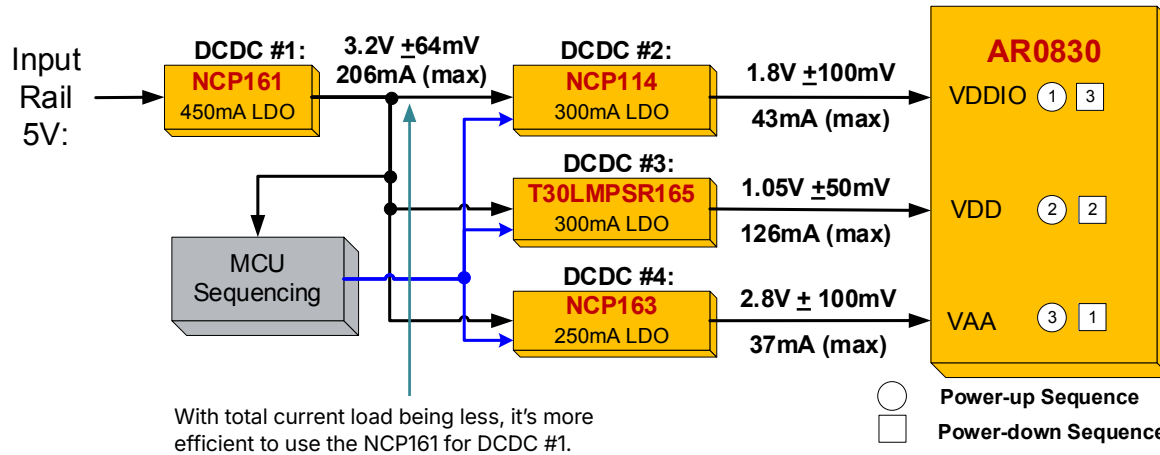 Input
Rail
5V:
DCDC #1:
NCP161
450mA LDO
3.2V ±64mV
206mA (max)
DCDC #2:
NCP114
300mA LDO
1.8V ±100mV
43mA (max)
DCDC #3:
T30LMPSR165
300mA LDO
1.05V ±50mV
126mA (max)
MCU
Sequencing
DCDC #4:
NCP163
250mA LDO
2.8V ± 100mV
37mA (max)
AR0830
VDDIO 1 3
VDD 2 2
VAA 3 1
With total current load being less, it's more
efficient to use the NCP161 for DCDC #1.
Power-up Sequence
Power-down Sequence